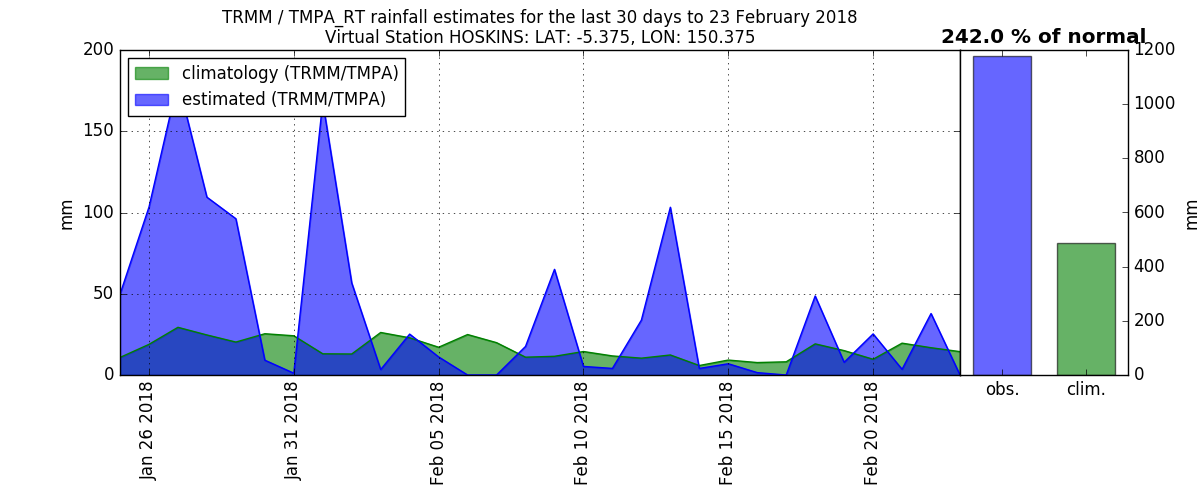 TRMM / TMPA_RT rainfall estimates for the last 30 days to 23 February 2018
Virtual Station HOSKINS: LAT: -5.375, LON: 150.375
242.0 % of normal
climatology (TRMM/TMPA)
estimated (TRMM/TMPA)
200
150
100
50
0
mm
Jan 26 2018
Jan 31 2018
Feb 05 2018
Feb 10 2018
Feb 15 2018
Feb 20 2018
1200
1000
800
600
400
200
0
mm
obs.
clim.